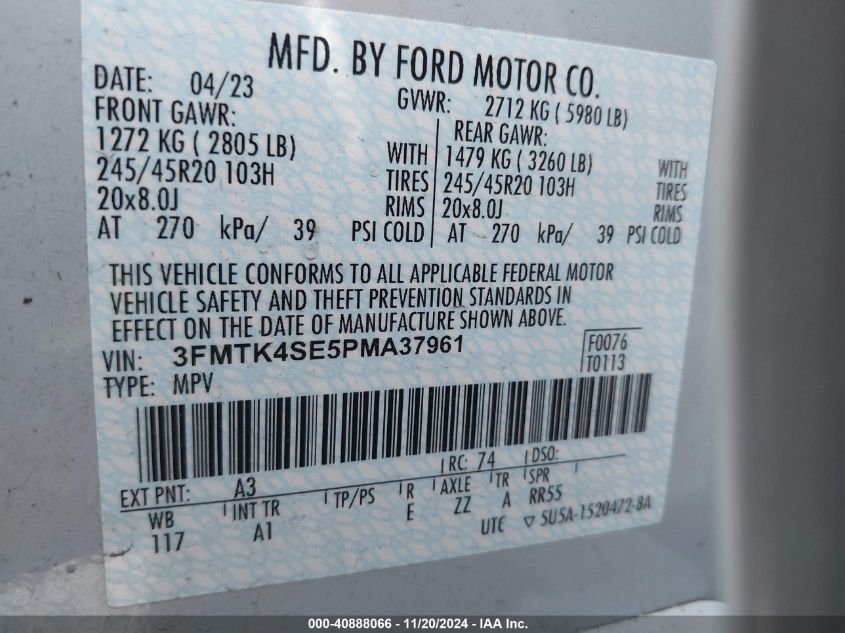 MFD. BY FORD MOTOR CO.
DATE: 04/23
GVWR: 2712 KG ( 5980 LB)
FRONT GAWR:
1272 KG ( 2805 LB)
245/45R20 103H
20x8.0J
AT 270 kPa/ 39 PSI COLD
WITH
TIRES
RIMS
REAR GAWR:
1479 KG ( 3260 LB)
245/45R20 103H
20x8.0J
AT 270 kPa/ 39 PSI COLD
WITH
TIRES
RIMS
THIS VEHICLE CONFORMS TO ALL APPLICABLE FEDERAL MOTOR
VEHICLE SAFETY AND THEFT PREVENTION STANDARDS IN
EFFECT ON THE DATE OF MANUFACTURE SHOWN ABOVE.
VIN: 3FMTK4SE5PMA37961
F0076
T0113
TYPE: MPV
EXT PNT: A3 RC: 74 DSO:
WB INT TR TP/PS R AXLE TR SPR
117 A1 E ZZ A RR55
UTC ▽ 5U5A-1520472-BA
000-40888066 - 11/20/2024 - IAA Inc.